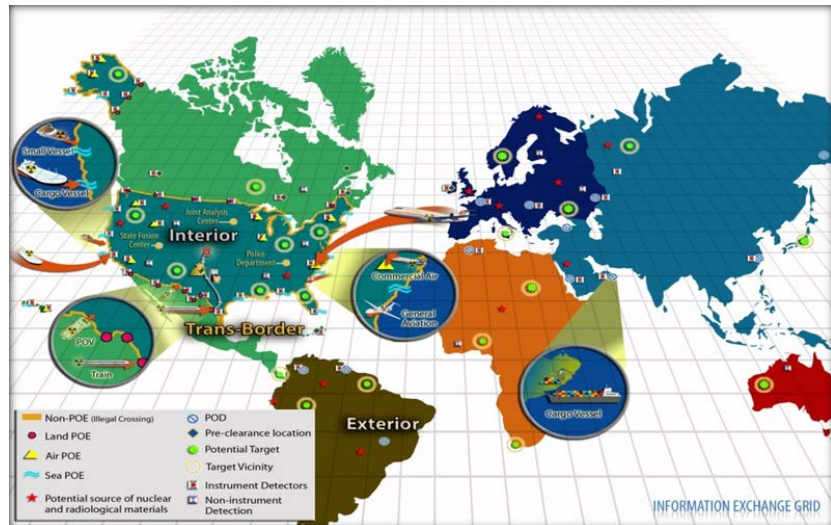 Small Vessel
Cargo Vessel
Joint Analysis
Center
State Fusion
Center
Interior
Police
Department
Commercial Air
General
Aviation
Trans-Border
POV
Train
Cargo Vessel
Exterior
Non-POE (Illegal Crossing)
Land POE
Air POE
Sea POE
Potential source of nuclear
and radiological materials
POD
Pre-clearance location
Potential Target
Target Vicinity
Instrument Detectors
Non-instrument
Detection
INFORMATION EXCHANGE GRID